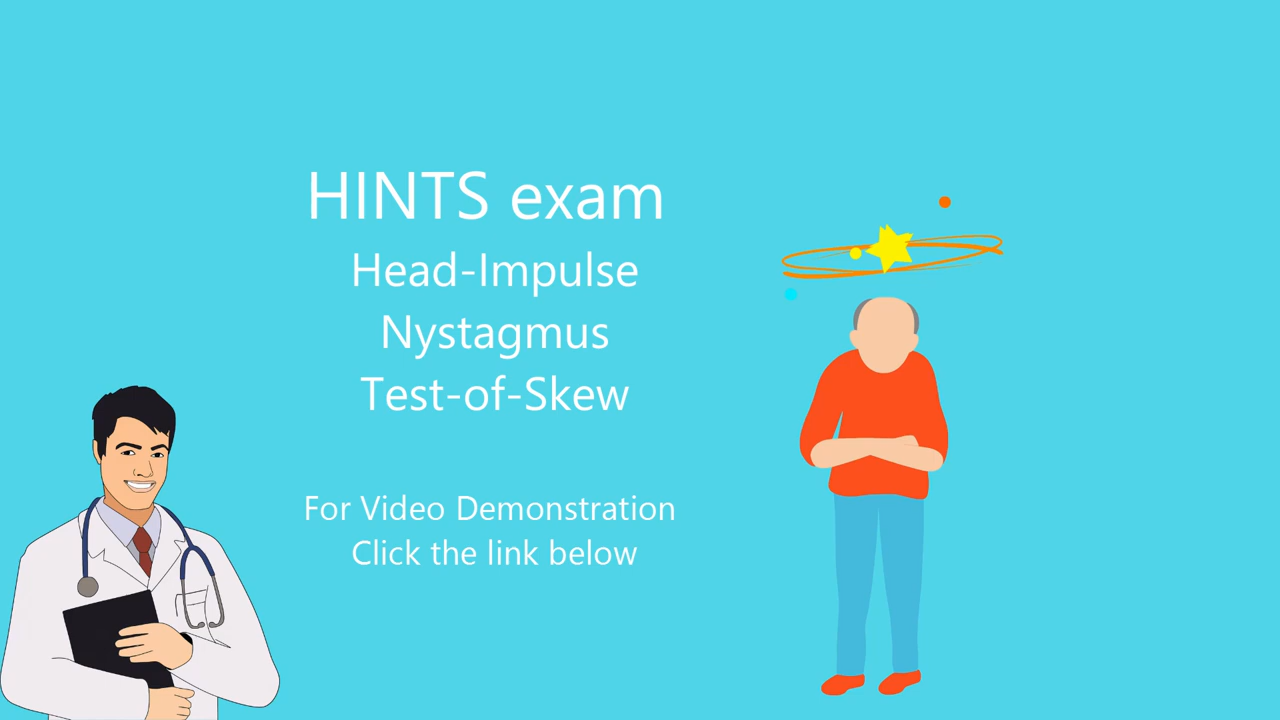 HINTS exam
Head-Impulse
Nystagmus
Test-of-Skew
For Video Demonstration
Click the link below